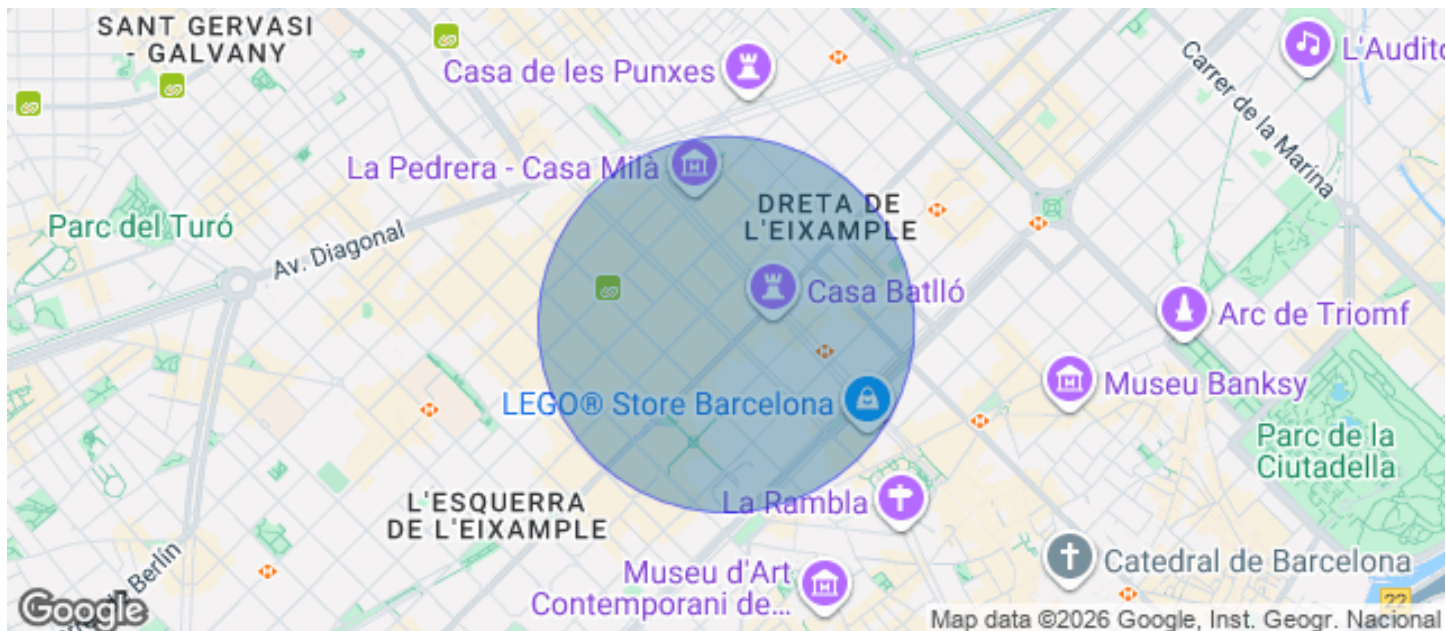 SANT GERVASI
- GALVANY
Casa de les Punxes
L'Audito
Carrer de la Marina
La Pedrera - Casa Milà
DRETA DE
L'EIXAMPLE
Parc del Turó
Av. Diagonal
Casa Batlló
Arc de Triomf
Museu Banksy
LEGO® Store Barcelona
Parc de la
Ciutadella
L'ESQUERRA
DE L'EIXAMPLE
La Rambla
Catedral de Barcelona
Berlín
Museu d'Art
Contemporani de...
22
Google
Map data ©2026 Google, Inst. Geogr. Nacional